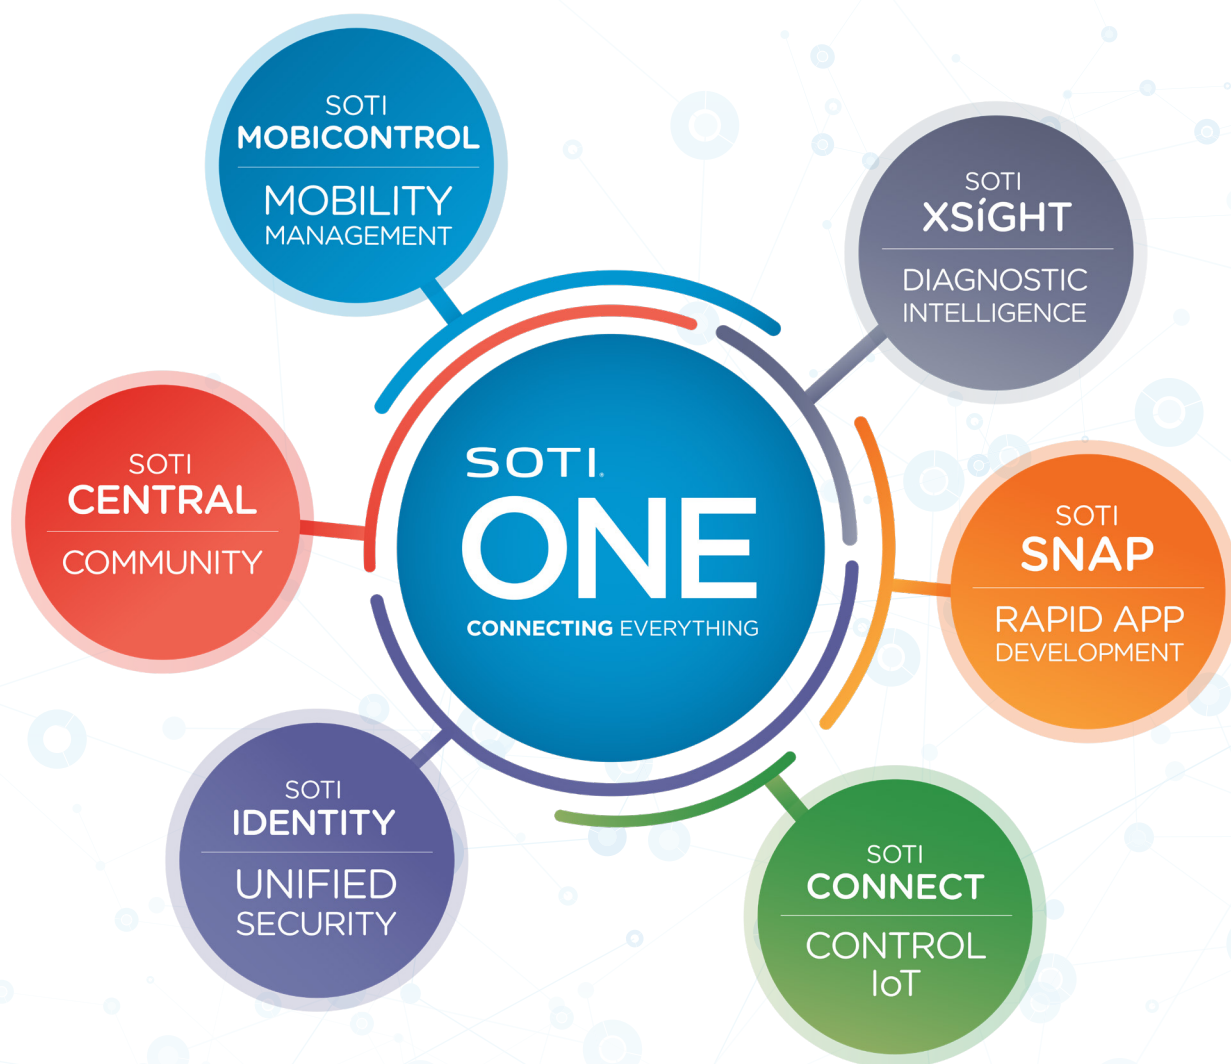 SOTI
MOBICONTROL
MOBILITY
MANAGEMENT
SOTI
XSíGHT
DIAGNOSTIC
INTELLIGENCE
SOTI
CENTRAL
COMMUNITY
SOTI®
ONE
CONNECTING EVERYTHING
SOTI
SNAP
RAPID APP
DEVELOPMENT
SOTI
IDENTITY
UNIFIED
SECURITY
SOTI
CONNECT
CONTROL
IoT